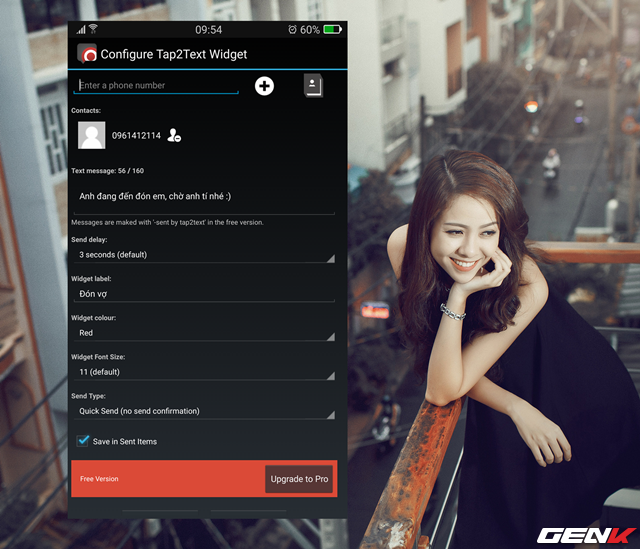 09:54
60%
Configure Tap2Text Widget
Enter a phone number
Contacts:
0961412114
Text message: 56 / 160
Anh đang đến đón em, chờ anh tí nhé :)
Messages are maked with '-sent by tap2text' in the free version.
Send delay:
3 seconds (default)
Widget label:
Đón vợ
Widget colour:
Red
Widget Font Size:
11 (default)
Send Type:
Quick Send (no send confirmation)
Save in Sent Items
Free Version
Upgrade to Pro
GENK